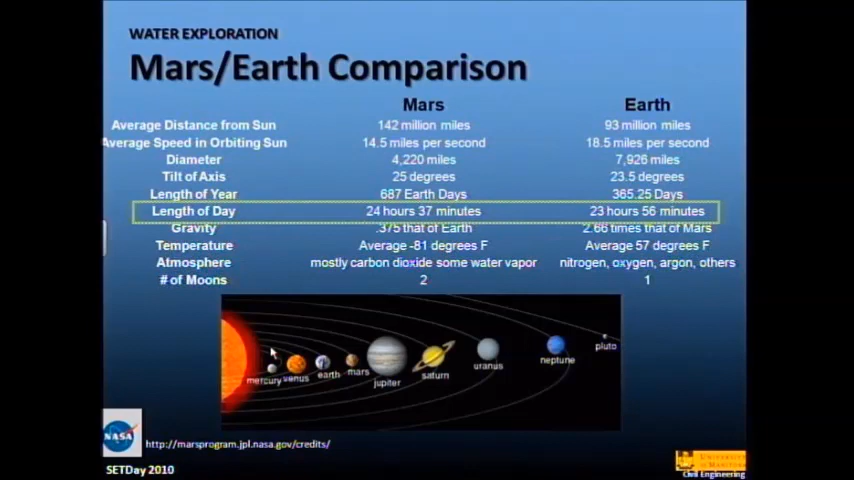 WATER EXPLORATION
Mars/Earth Comparison
Mars Earth
Average Distance from Sun 142 million miles 93 million miles
Average Speed in Orbiting Sun 14.5 miles per second 18.5 miles per second
Diameter 4,220 miles 7,926 miles
Tilt of Axis 25 degrees 23.5 degrees
Length of Year 687 Earth Days 365.25 Days
Length of Day 24 hours 37 minutes 23 hours 56 minutes
Gravity .375 that of Earth 2.66 times that of Mars
Temperature Average -81 degrees F Average 57 degrees F
Atmosphere mostly carbon dioxide some water vapor nitrogen, oxygen, argon, others
# of Moons 2 1
mercury venus earth mars jupiter saturn uranus neptune pluto
NASA
http://marsprogram.jpl.nasa.gov/credits/
SETDay 2010
UNIVERSITY
OF MANITOBA
Civil Engineering